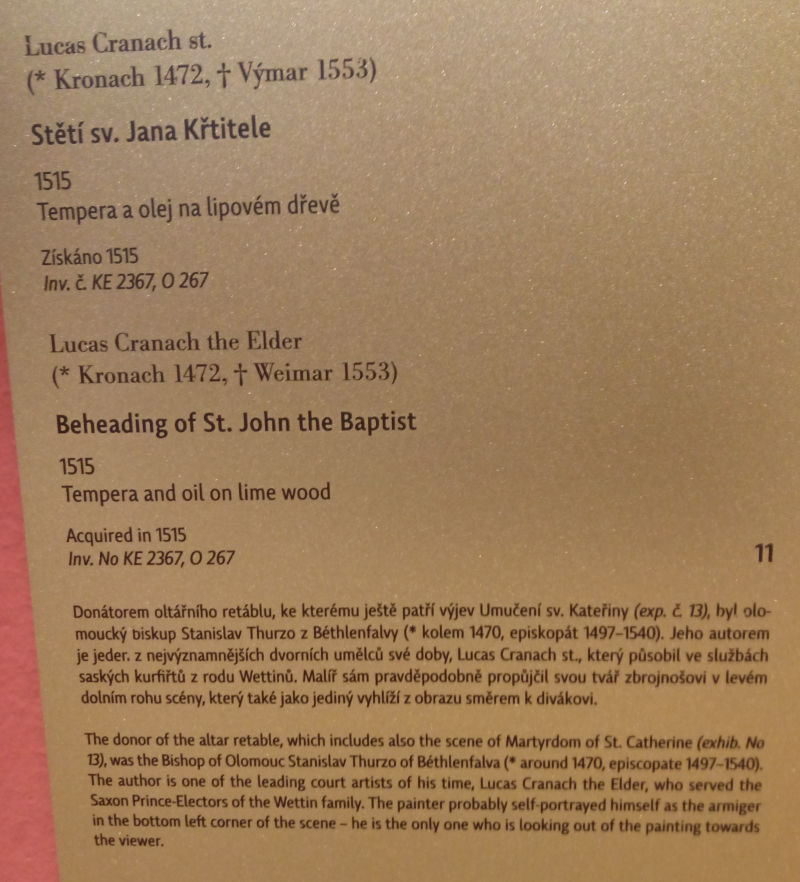 Lucas Cranach st.
(* Kronach 1472, † Výmar 1553)
Stětí sv. Jana Křtitele
1515
Tempera a olej na lipovém dřevě
Získáno 1515
Inv. č. KE 2367, O 267
Lucas Cranach the Elder
(* Kronach 1472, † Weimar 1553)
Beheading of St. John the Baptist
1515
Tempera and oil on lime wood
Acquired in 1515
Inv. No KE 2367, O 267
11
Donátorem oltářního retáblu, ke kterému ještě patří výjev Umučení sv. Kateřiny (exp. č. 13), byl olo-
moucký biskup Stanislav Thurzo z Béthlenfalvy (* kolem 1470, episkopát 1497–1540). Jeho autorem
je jeder. z nejvýznamnějších dvorních umělců své doby, Lucas Cranach st., který působil ve službách
saských kurfiřtů z rodu Wettinů. Malíř sám pravděpodobně propůjčil svou tvář zbrojnošovi v levém
dolním rohu scény, který také jako jediný vyhlíží z obrazu směrem k divákovi.
The donor of the altar retable, which includes also the scene of Martyrdom of St. Catherine (exhib. No
13), was the Bishop of Olomouc Stanislav Thurzo of Béthlenfalva (* around 1470, episcopate 1497–1540).
The author is one of the leading court artists of his time, Lucas Cranach the Elder, who served the
Saxon Prince-Electors of the Wettin family. The painter probably self-portrayed himself as the armiger
in the bottom left corner of the scene – he is the only one who is looking out of the painting towards
the viewer.